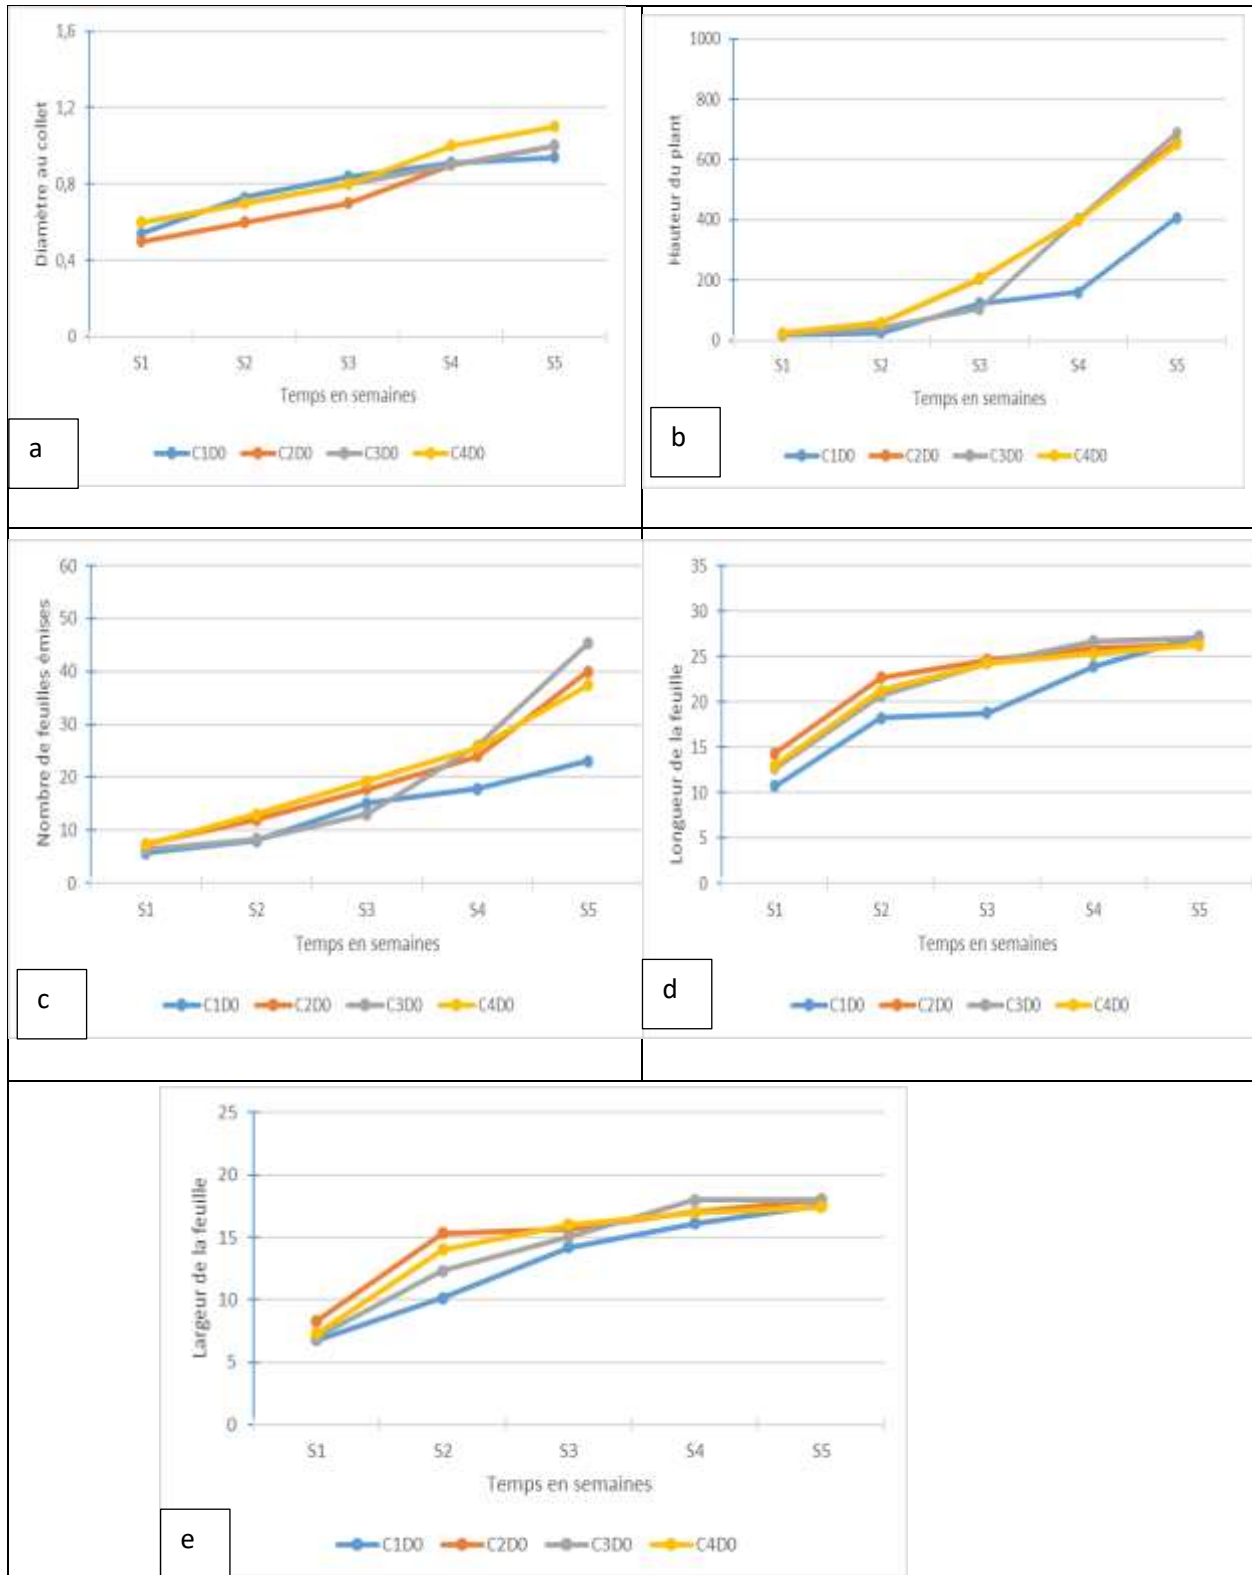 1,6
1,2
0,8
0,4
0
Diamètre au collet
S1 S2 S3 S4 S5
Temps en semaines
C1D0 C2D0 C3D0 C4D0
a
1000
800
600
400
200
0
Hauteur du plant
S1 S2 S3 S4 S5
Temps en semaines
C1D0 C2D0 C3D0 C4D0
b
60
50
40
30
20
10
0
Nombre de feuilles émises
S1 S2 S3 S4 S5
Temps en semaines
C1D0 C2D0 C3D0 C4D0
c
35
30
25
20
15
10
5
0
Longueur de la feuille
S1 S2 S3 S4 S5
Temps en semaines
C1D0 C2D0 C3D0 C4D0
d
25
20
15
10
5
0
Largeur de la feuille
S1 S2 S3 S4 S5
Temps en semaines
C1D0 C2D0 C3D0 C4D0
e